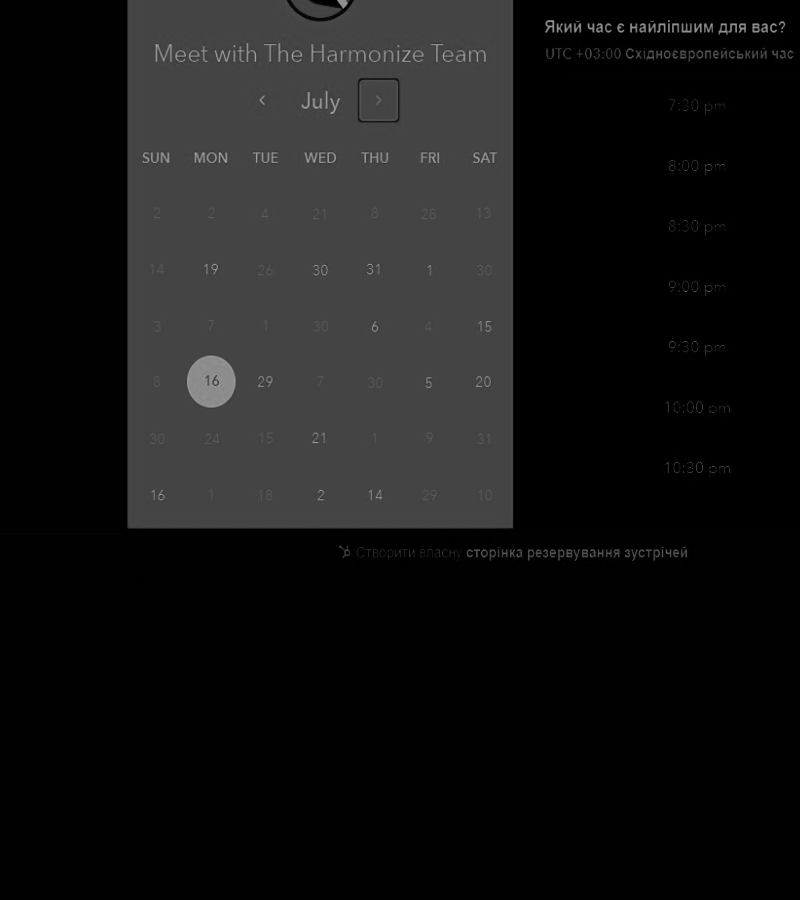 Meet with The Harmonize Team
July
SUN MON TUE WED THU FRI SAT
2 2 4 21 8 28 13
14 19 26 30 31 1 30
3 7 1 30 6 4 15
8 16 29 7 30 5 20
30 24 15 21 1 9 31
16 1 18 2 14 29 10
Який час є найліпшим для вас?
UTC +03:00 Східноєвропейський час
7:30 pm
8:00 pm
8:30 pm
9:00 pm
9:30 pm
10:00 pm
10:30 pm
Створити власну сторінка резервування зустрічей